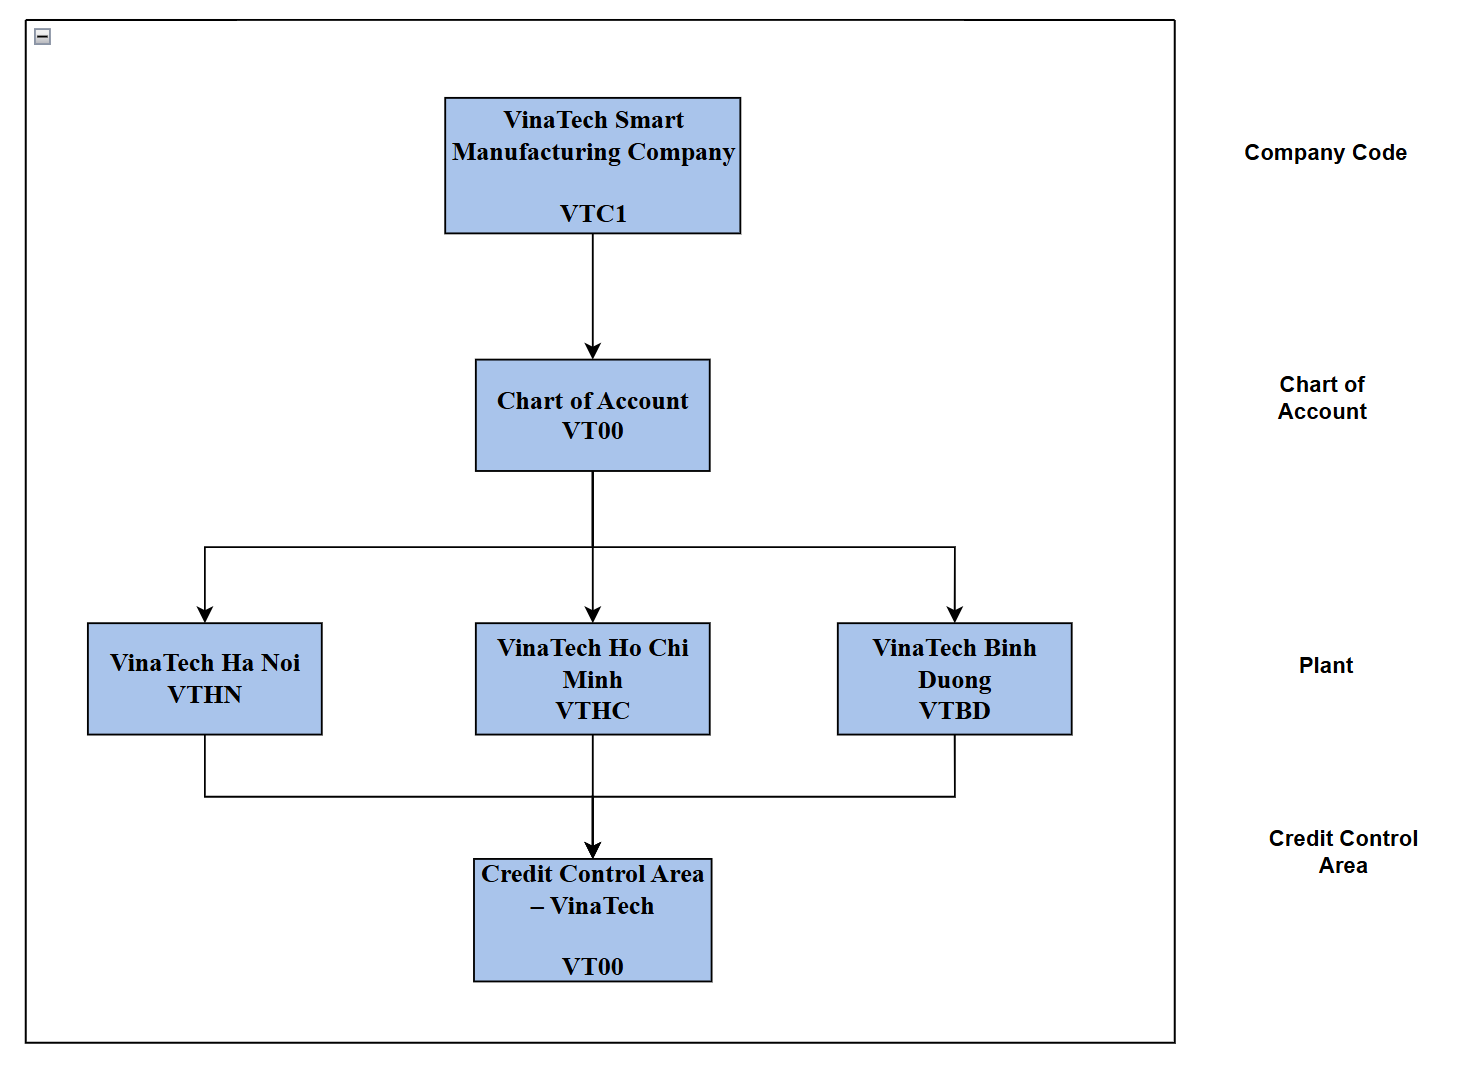 VinaTech Smart
Manufacturing Company
VTC1
Company Code
Chart of Account
VT00
Chart of
Account
VinaTech Ha Noi
VTHN
VinaTech Ho Chi
Minh
VTHC
VinaTech Binh
Duong
VTBD
Plant
Credit Control Area
– VinaTech
VT00
Credit Control
Area